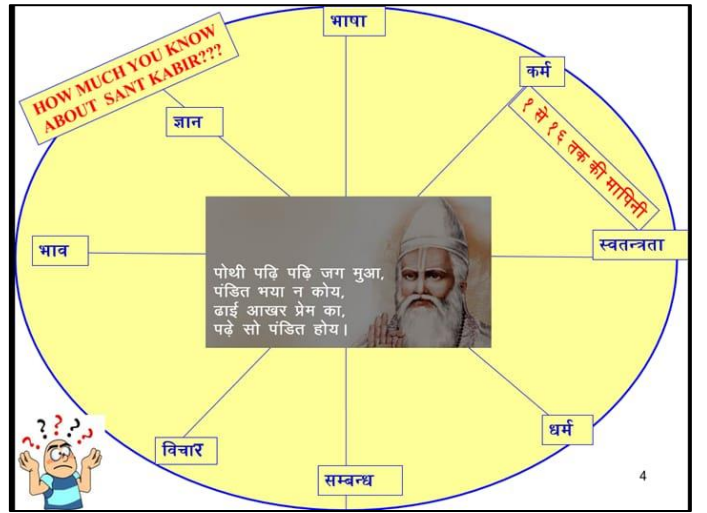 भाषा
HOW MUCH YOU KNOW
ABOUT SANT KABIR???
कर्म
ज्ञान
१ से १६ तक की मापिनी
भाव
स्वतन्त्रता
पोथी पढ़ि पढ़ि जग मुआ,
पंडित भया न कोय,
ढाई आखर प्रेम का,
पढ़े सो पंडित होय।
धर्म
विचार
सम्बन्ध
4
? ? ? ? ?